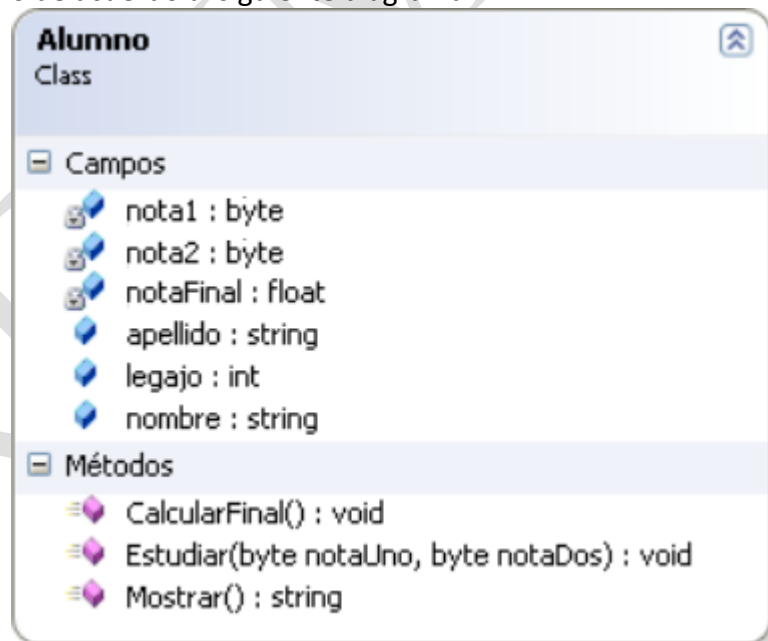 Alumno
Class
Campos
nota1 : byte
nota2 : byte
notaFinal : float
apellido : string
legajo : int
nombre : string
Métodos
CalcularFinal() : void
Estudiar(byte notaUno, byte notaDos) : void
Mostrar() : string